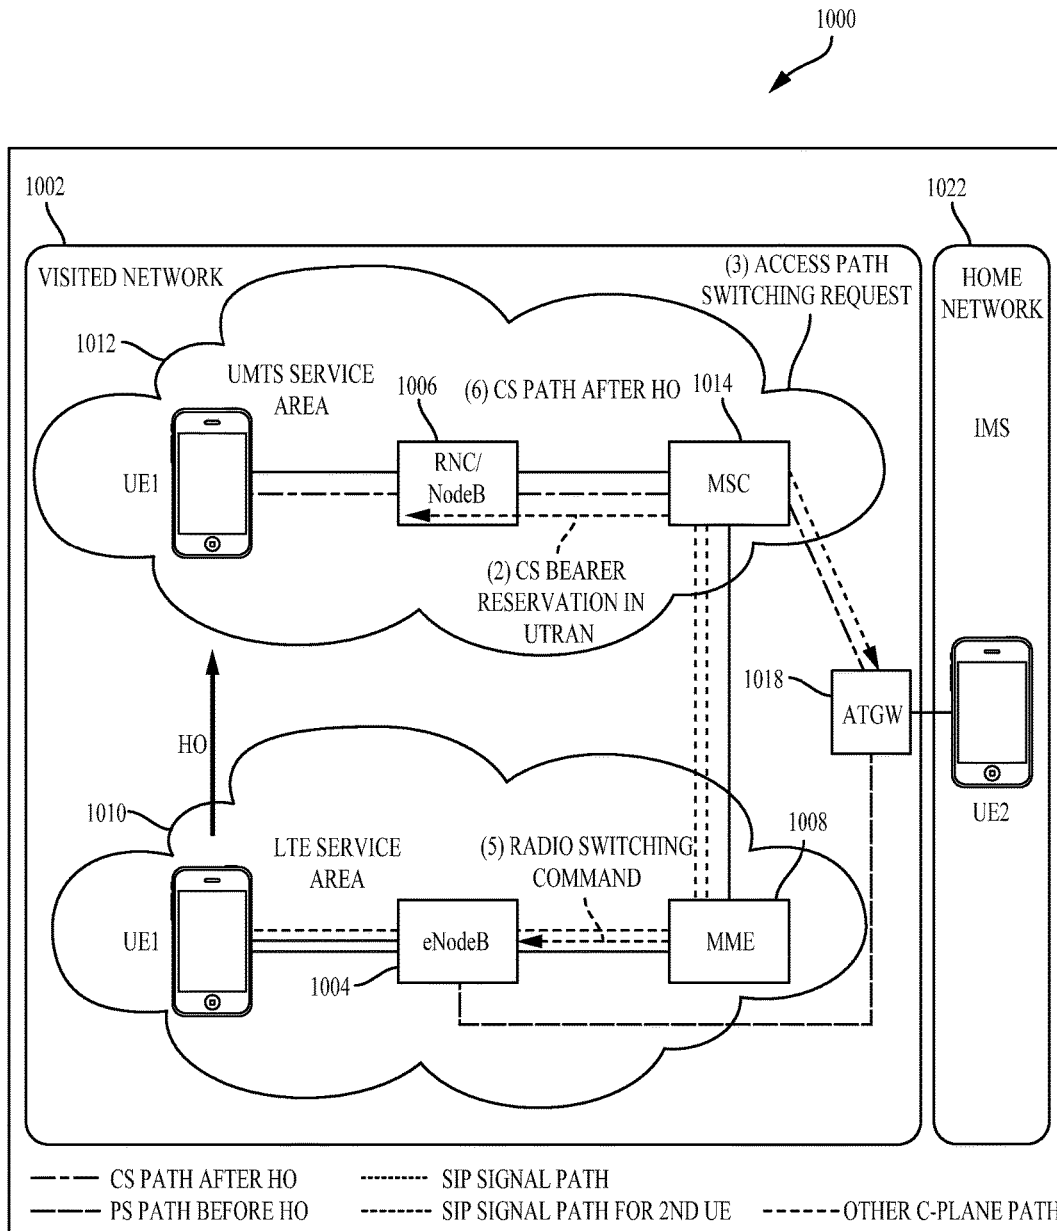 1000
1002
1022
VISITED NETWORK
(3) ACCESS PATH
SWITCHING REQUEST
HOME
NETWORK
1012
UMTS SERVICE
AREA
1006
(6) CS PATH AFTER HO
1014
IMS
UE1
RNC/
NodeB
MSC
(2) CS BEARER
RESERVATION IN
UTRAN
1018
ATGW
HO
UE2
1010
LTE SERVICE
AREA
(5) RADIO SWITCHING
COMMAND
1008
UE1
eNodeB
MME
1004
CS PATH AFTER HO
SIP SIGNAL PATH
PS PATH BEFORE HO
SIP SIGNAL PATH FOR 2ND UE
OTHER C-PLANE PATH